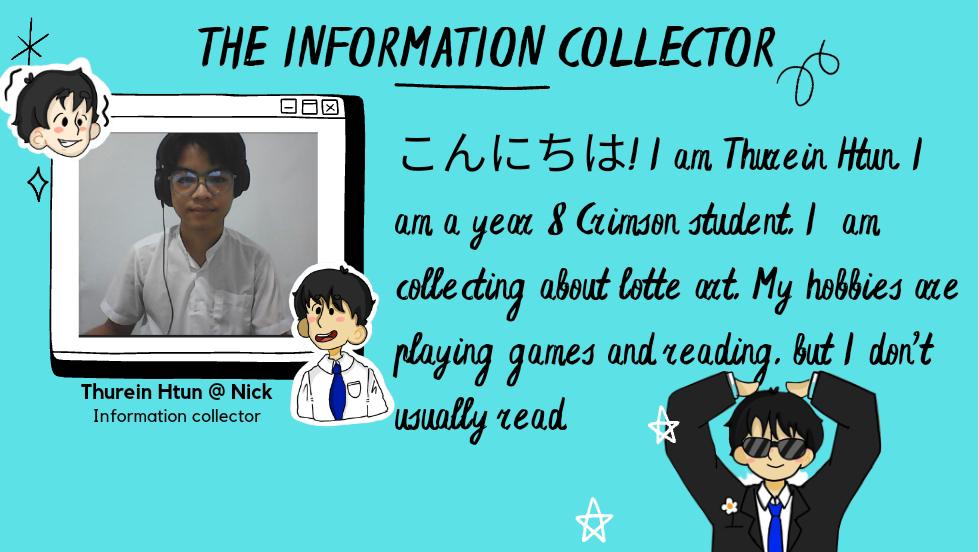 THE INFORMATION COLLECTOR
こんにちは! I am Thurein Htun I
am a year 8 Crimson student. I am
collecting about lotte art. My hobbies are
playing games and reading. but I don't
usually read
Thurein Htun @ Nick
Information collector